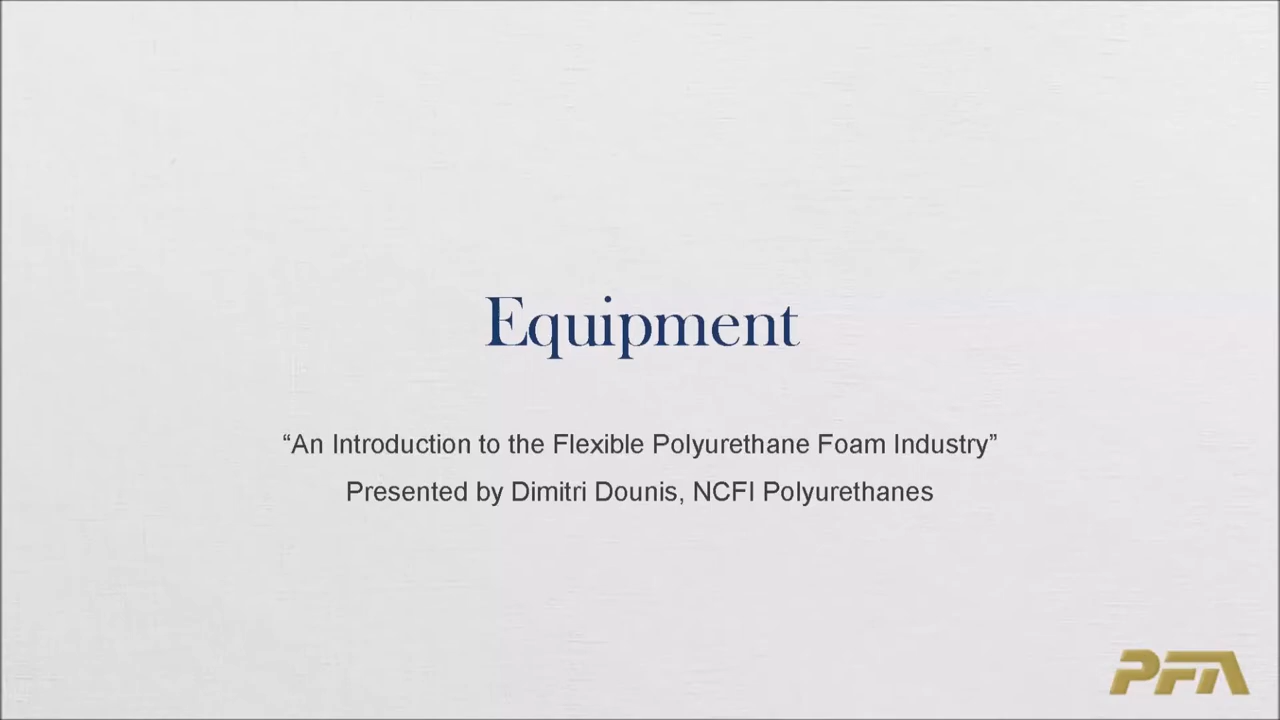 Equipment
“An Introduction to the Flexible Polyurethane Foam Industry”
Presented by Dimitri Dounis, NCFI Polyurethanes
PFA